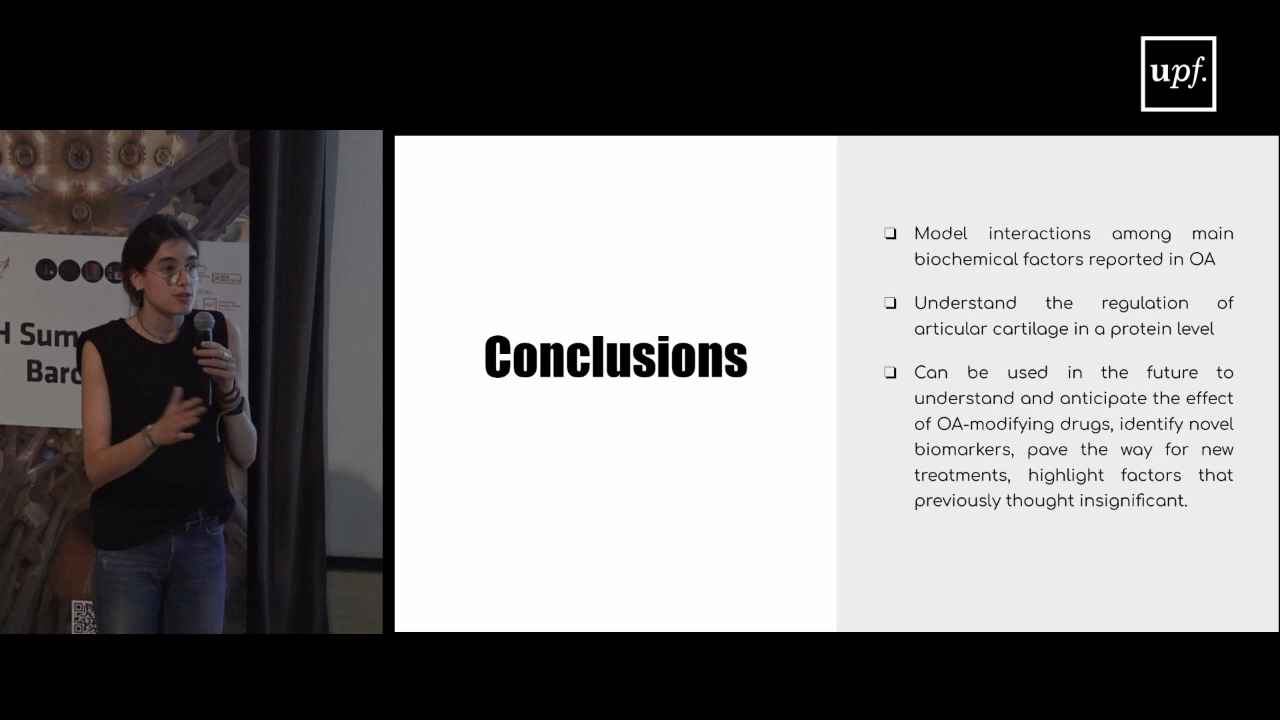 upf.
H Sum
Barc
Conclusions
Model interactions among main
biochemical factors reported in OA
Understand the regulation of
articular cartilage in a protein level
Can be used in the future to
understand and anticipate the effect
of OA-modifying drugs, identify novel
biomarkers, pave the way for new
treatments, highlight factors that
previously thought insignificant.